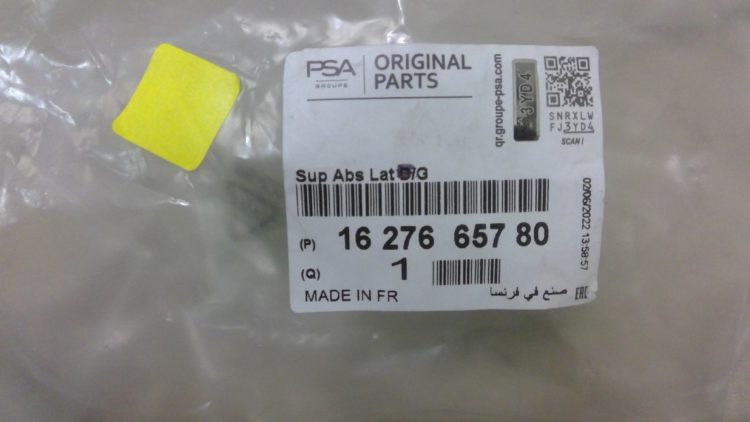 PSA
GROUPE
ORIGINAL
PARTS
qr.groupe-psa.com
3YD4
SNRXLW
FJ3YD4
SCAN!
Sup Abs Lat D/G
(P) 16 276 657 80
(Q) 1
MADE IN FR
صنع في فرنسا
EAC
02/06/2022 13:58:57